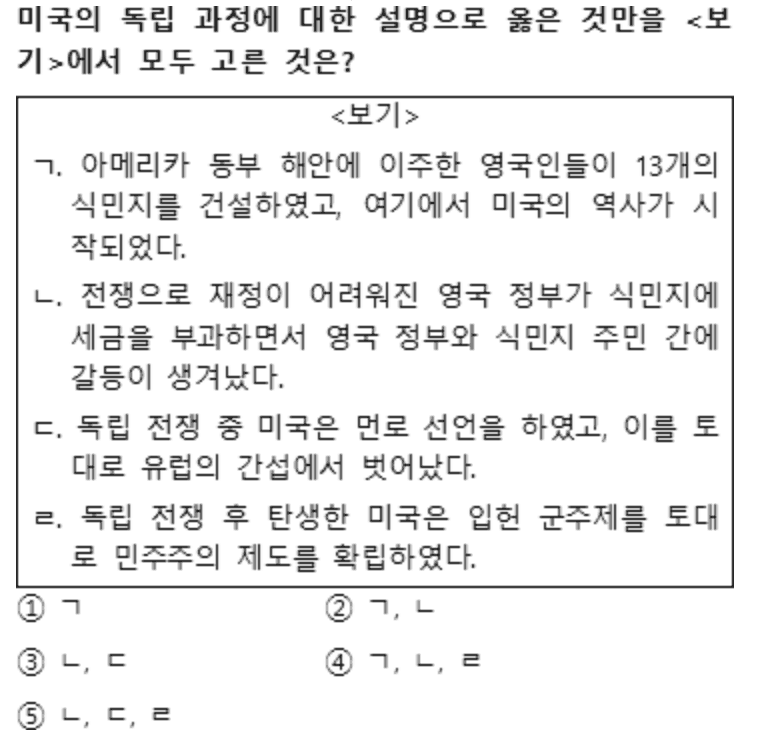 미국의 독립 과정에 대한 설명으로 옳은 것만을 <보
기>에서 모두 고른 것은?
<보기>
ㄱ. 아메리카 동부 해안에 이주한 영국인들이 13개의
식민지를 건설하였고, 여기에서 미국의 역사가 시
작되었다.
ㄴ. 전쟁으로 재정이 어려워진 영국 정부가 식민지에
세금을 부과하면서 영국 정부와 식민지 주민 간에
갈등이 생겨났다.
ㄷ. 독립 전쟁 중 미국은 먼로 선언을 하였고, 이를 토
대로 유럽의 간섭에서 벗어났다.
ㄹ. 독립 전쟁 후 탄생한 미국은 입헌 군주제를 토대
로 민주주의 제도를 확립하였다.
① ㄱ ② ㄱ, ㄴ
③ ㄴ, ㄷ ④ ㄱ, ㄴ, ㄹ
⑤ ㄴ, ㄷ, ㄹ